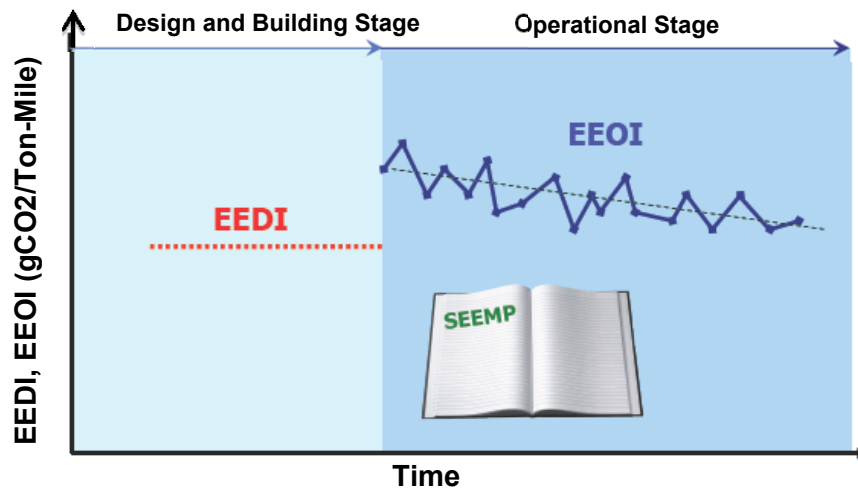 Design and Building Stage
Operational Stage
EEDI, EEOI (gCO2/Ton-Mile)
EEOI
EEDI
SEEMP
Time